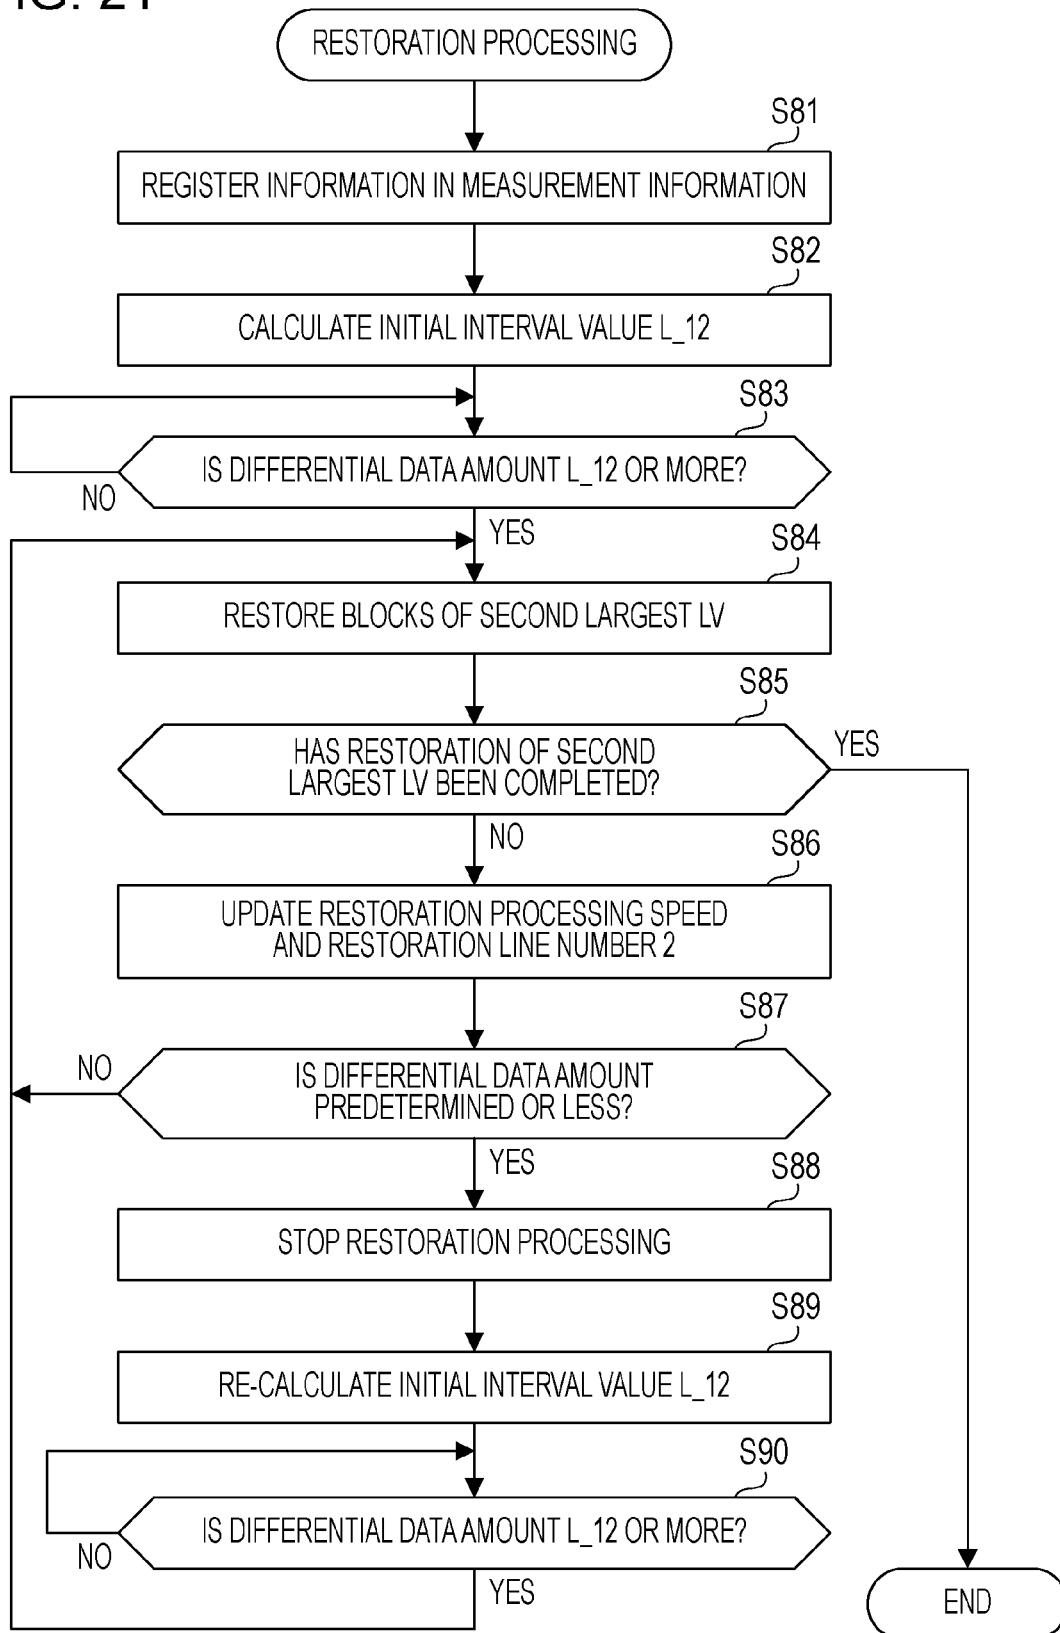 RESTORATION PROCESSING
S81
REGISTER INFORMATION IN MEASUREMENT INFORMATION
S82
CALCULATE INITIAL INTERVAL VALUE L_12
S83
IS DIFFERENTIAL DATA AMOUNT L_12 OR MORE?
NO
YES
S84
RESTORE BLOCKS OF SECOND LARGEST LV
S85
HAS RESTORATION OF SECOND
LARGEST LV BEEN COMPLETED?
YES
NO
S86
UPDATE RESTORATION PROCESSING SPEED
AND RESTORATION LINE NUMBER 2
S87
NO
IS DIFFERENTIAL DATA AMOUNT
PREDETERMINED OR LESS?
YES
S88
STOP RESTORATION PROCESSING
S89
RE-CALCULATE INITIAL INTERVAL VALUE L_12
S90
IS DIFFERENTIAL DATA AMOUNT L_12 OR MORE?
NO
YES
END